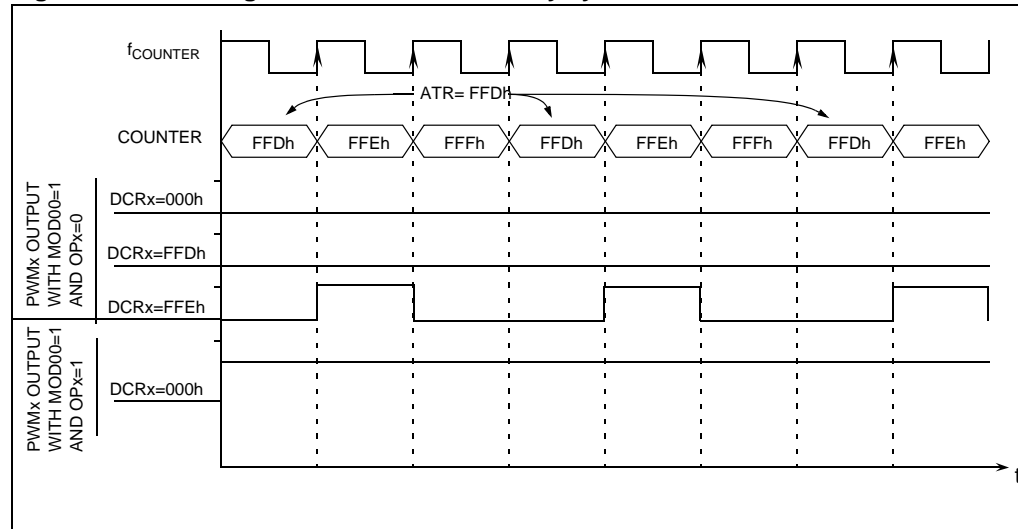 fCOUNTER
ATR= FFDh
COUNTER
FFDh FFEh FFFh FFDh FFEh FFFh FFDh FFEh
PWMx OUTPUT
WITH MOD00=1
AND OPx=0
DCRx=000h
DCRx=FFDh
DCRx=FFEh
PWMx OUTPUT
WITH MOD00=1
AND OPx=1
DCRx=000h
t